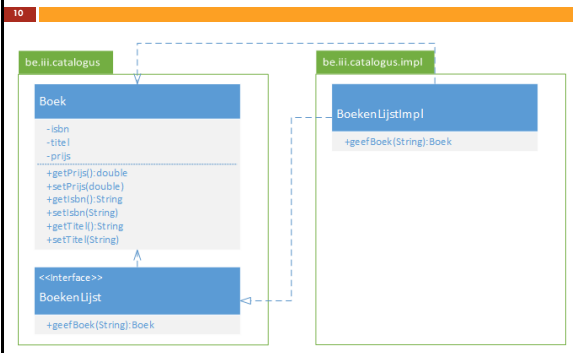 10
be.iii.catalogus
Boek
-isbn
-titel
-prijs
+getPrijs():double
+setPrijs(double)
+getIsbn():String
+setIsbn(String)
+getTitel():String
+setTitel(String)
<<interface>>
BoekenLijst
+geefBoek(String):Boek
be.iii.catalogus.impl
BoekenLijstImpl
+geefBoek(String):Boek